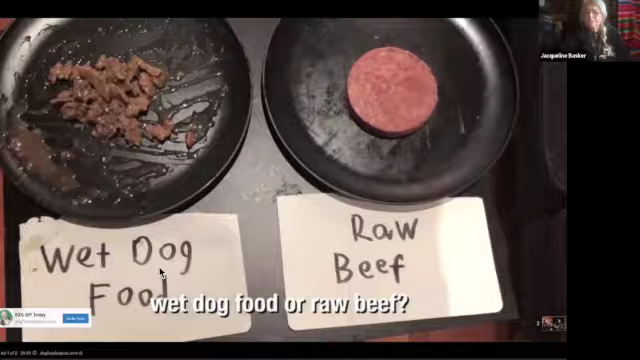 Jacqueline Basker
Wet Dog
Food
Raw
Beef
wet dog food or raw beef?